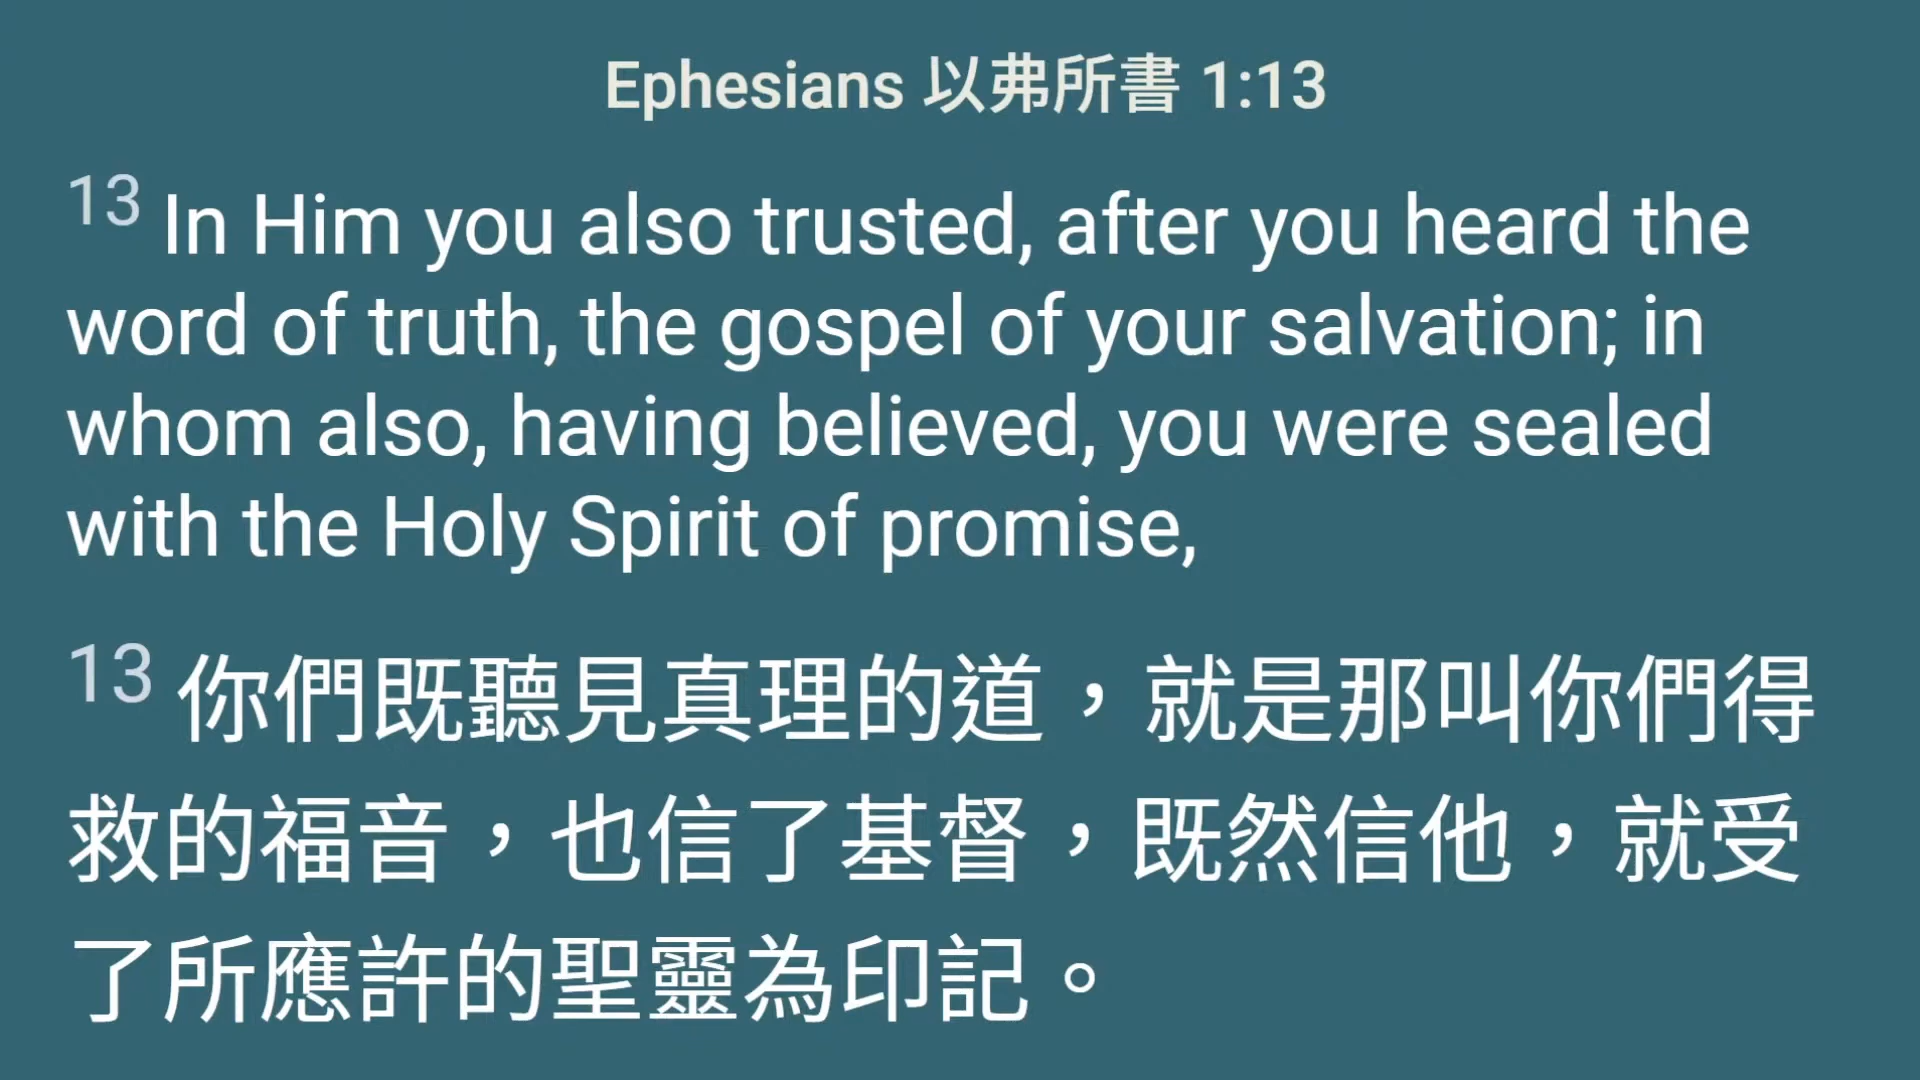 Ephesians 以弗所書 1:13
13 In Him you also trusted, after you heard the
word of truth, the gospel of your salvation; in
whom also, having believed, you were sealed
with the Holy Spirit of promise,
13 你們既聽見真理的道，就是那叫你們得
救的福音，也信了基督，既然信他，就受
了所應許的聖靈為印記。